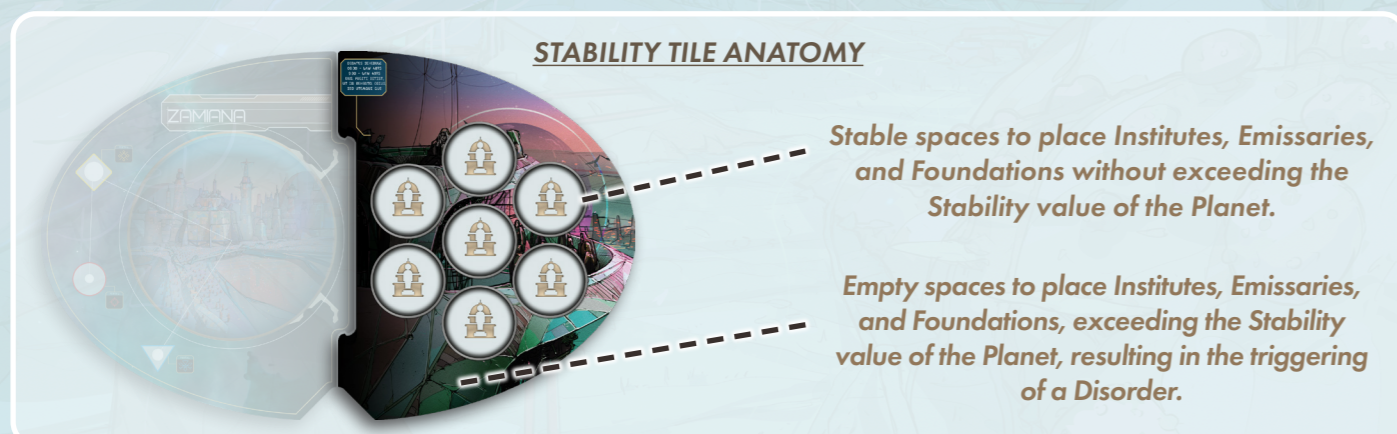 STABILITY TILE ANATOMY
ZAMIANA
Stable spaces to place Institutes, Emissaries,
and Foundations without exceeding the
Stability value of the Planet.
Empty spaces to place Institutes, Emissaries,
and Foundations, exceeding the Stability
value of the Planet, resulting in the triggering
of a Disorder.